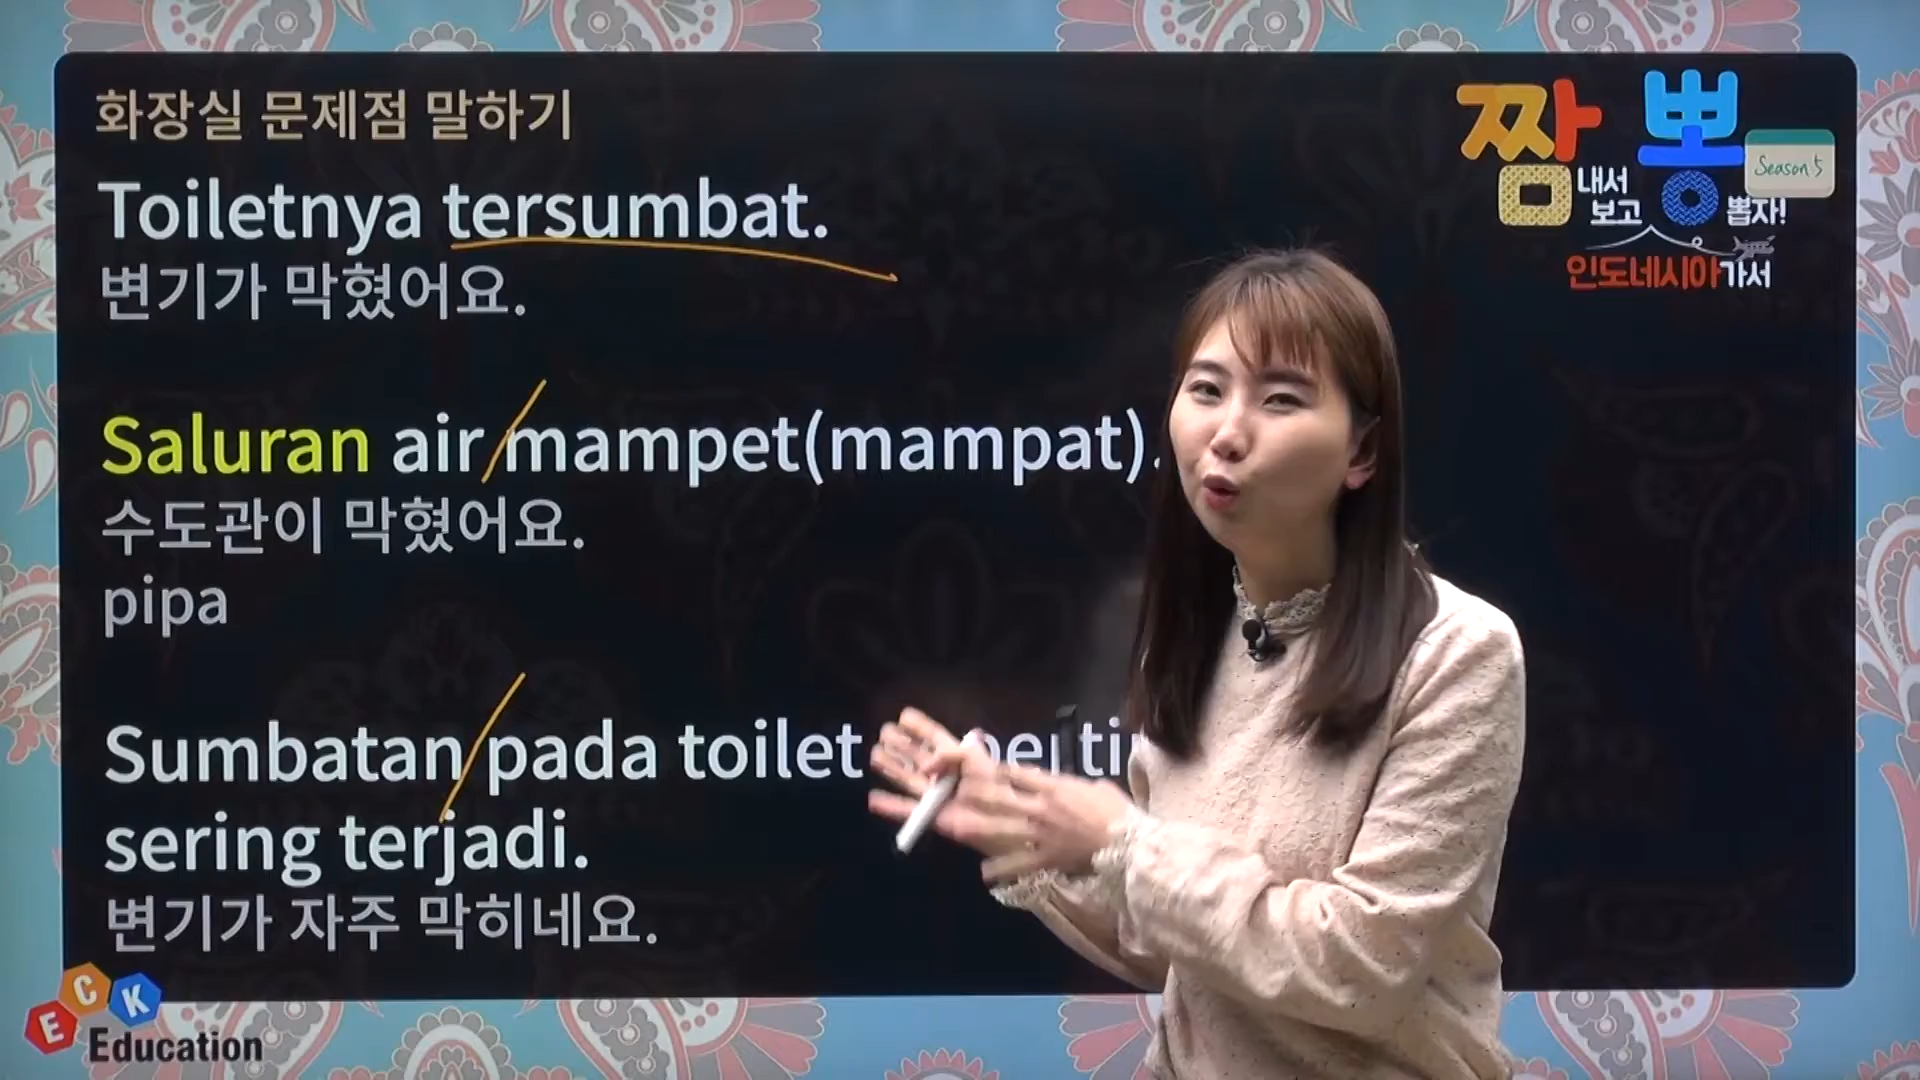 화장실 문제점 말하기
Toiletnya tersumbat.
변기가 막혔어요.
Saluran air mampet(mampat).
수도관이 막혔어요.
pipa
Sumbatan pada toilet
sering terjadi.
변기가 자주 막히네요.
짬뽕
내서
보고
뽑자!
Season 5
인도네시아가서
ECK
Education